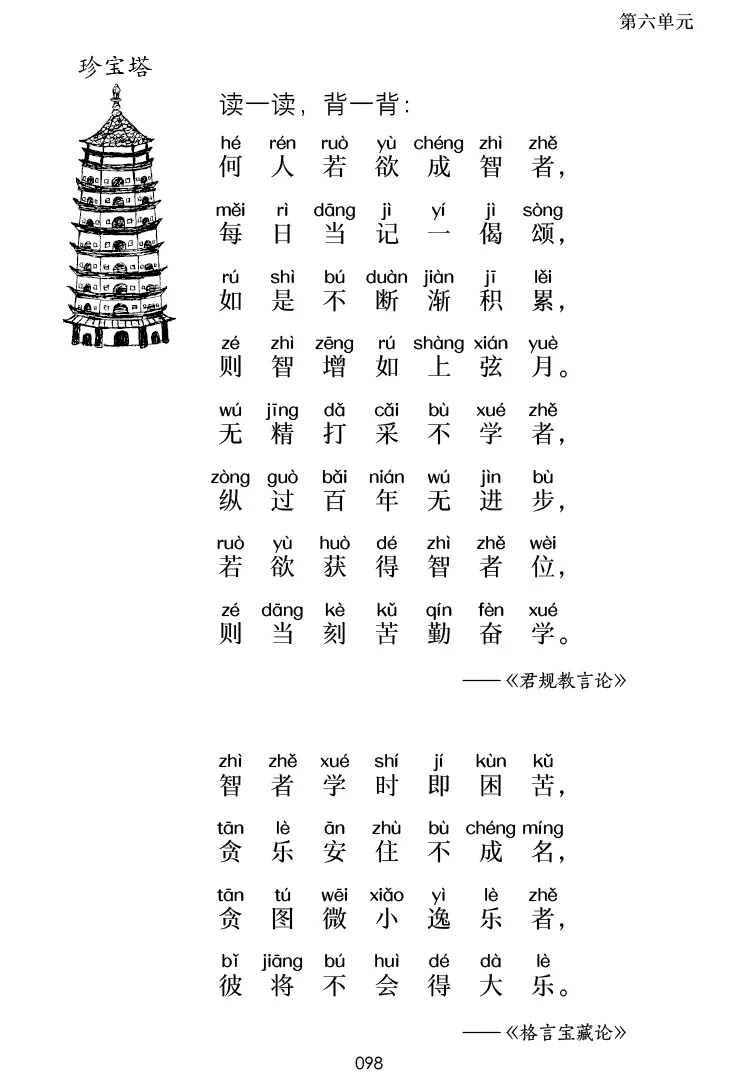 第六单元
珍宝塔
读一读，背一背：
hé rén ruò yù chéng zhì zhě
何人若欲成智者，
měi rì dāng jì yí jì sòng
每日当记一偈颂，
rú shì bú duàn jiàn jī lěi
如是不断渐积累，
zé zhì zēng rú shàng xián yuè
则智增如上弦月。
wú jīng dǎ cǎi bù xué zhě
无精打采不学者，
zòng guò bǎi nián wú jìn bù
纵过百年无进步，
ruò yù huò dé zhì zhě wèi
若欲获得智者位，
zé dāng kè kǔ qín fèn xué
则当刻苦勤奋学。
——《君规教言论》
zhì zhě xué shí jí kùn kǔ
智者学时即困苦，
tān lè ān zhù bù chéng míng
贪乐安住不成名，
tān tú wēi xiǎo yì lè zhě
贪图微小逸乐者，
bǐ jiāng bú huì dé dà lè
彼将不会得大乐。
——《格言宝藏论》
098